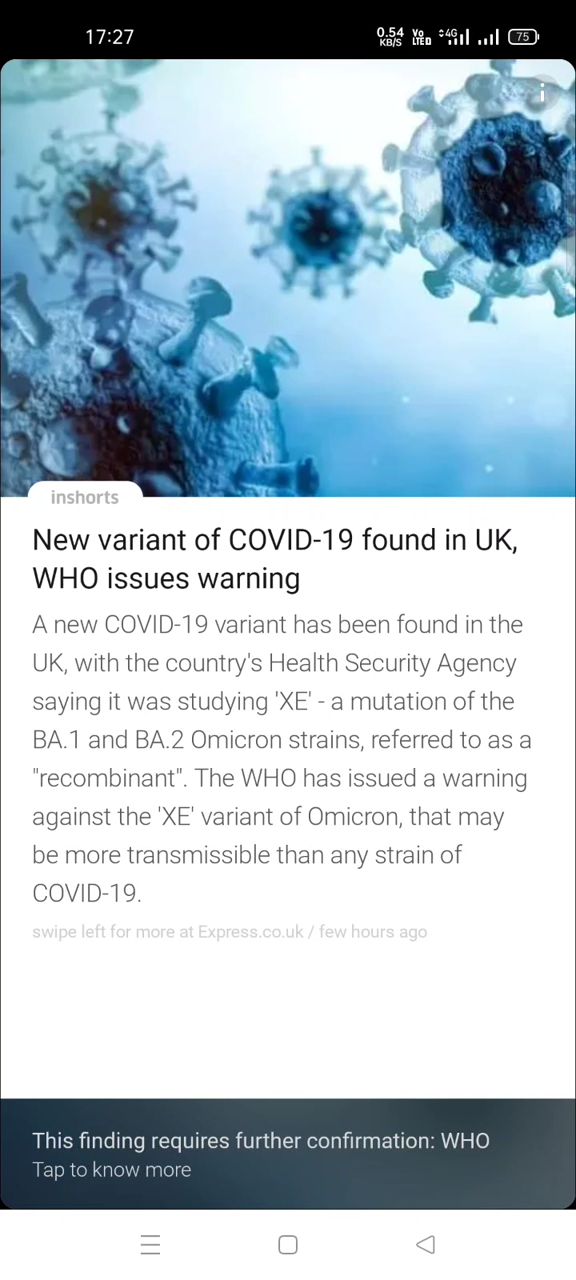 17:27
0.54 KB/S Vo LTE D 4G 75
i
inshorts
New variant of COVID-19 found in UK,
WHO issues warning
A new COVID-19 variant has been found in the
UK, with the country's Health Security Agency
saying it was studying 'XE' - a mutation of the
BA.1 and BA.2 Omicron strains, referred to as a
"recombinant". The WHO has issued a warning
against the 'XE' variant of Omicron, that may
be more transmissible than any strain of
COVID-19.
swipe left for more at Express.co.uk / few hours ago
This finding requires further confirmation: WHO
Tap to know more